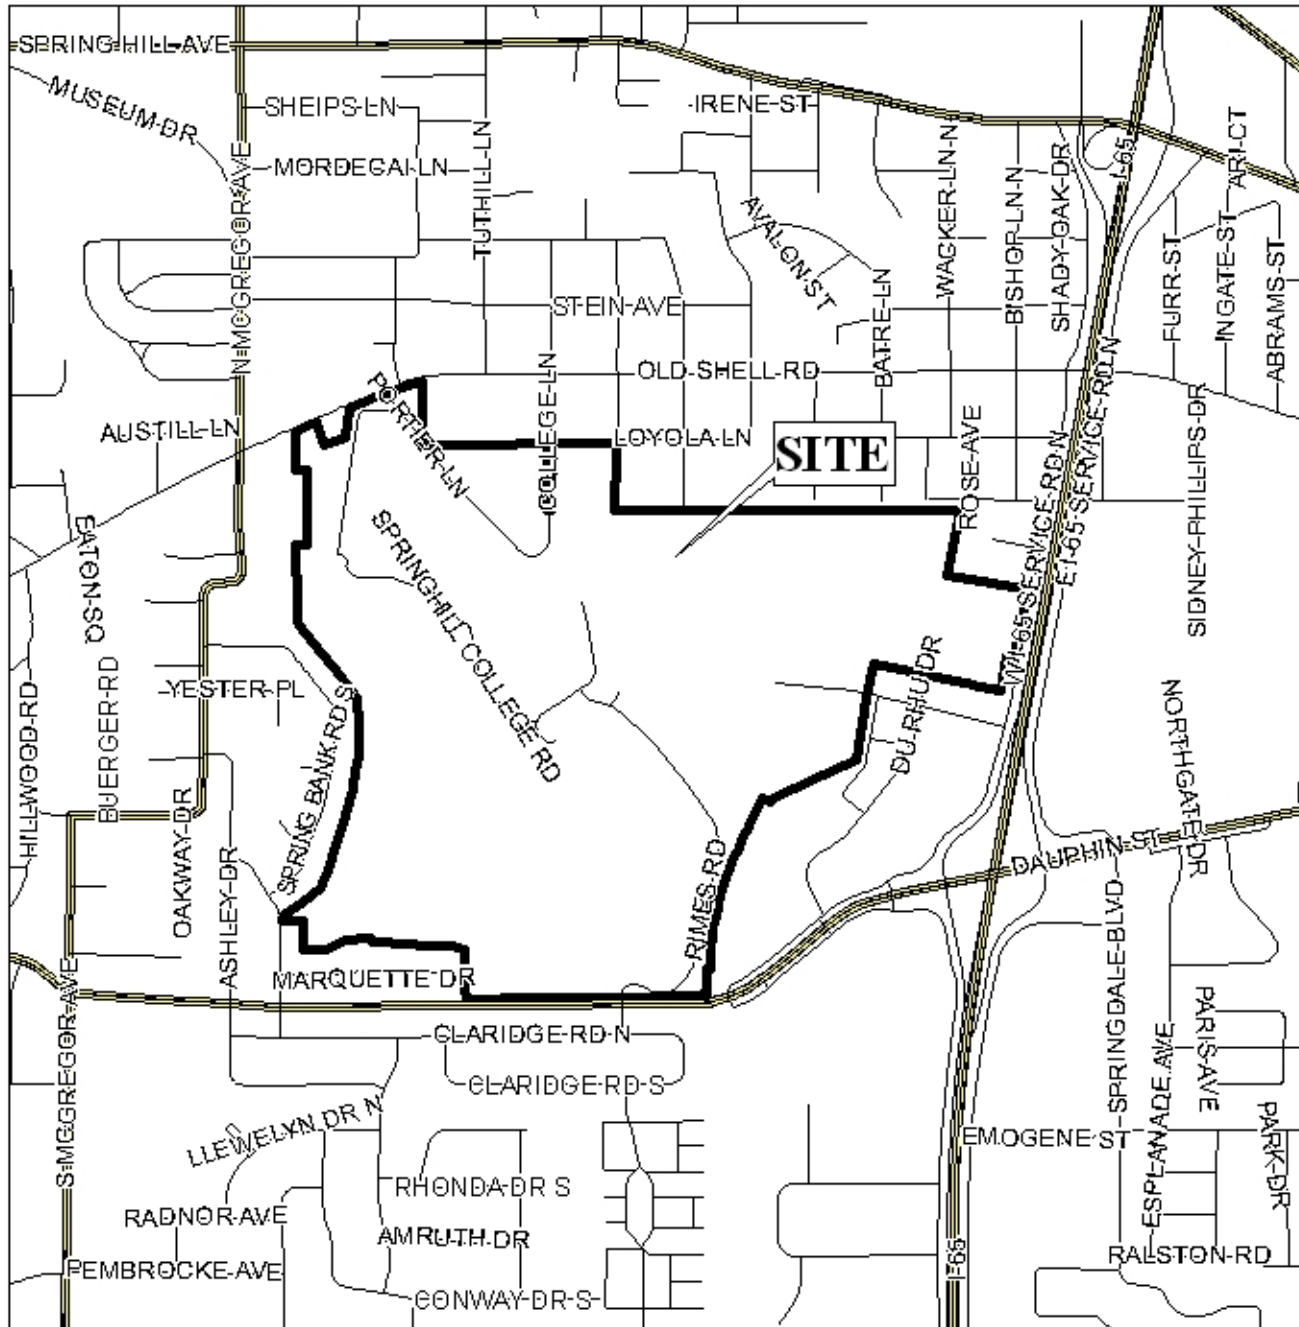 SPRING HILL AVE
MUSEUM DR
SHEIPS LN
IRENE ST
MORDECAI LN
N MCGREGOR AVE
TUTHILL LN
AVALON ST
WACKER LN N
BISHOP LN N
SHADY OAK DR
I-65
ARI CT
INGATE ST
FURR ST
ABRAMS ST
STEIN AVE
BATRE LN
OLD SHELL RD
COLLEGE LN
PORTIER LN
AUSTILL LN
LOYOLA LN
SITE
ROSE AVE
W I-65 SERVICE RD N
E I-65 SERVICE RD N
SIDNEY PHILLIPS DR
EATON SQ
SPRINGHILL COLLEGE RD
HILLWOOD RD
BUERGER RD
YESTER PL
SPRING BANK RD S
DU RHU DR
NORTHGATE DR
OAKWAY DR
ASHLEY DR
RIMES RD
DAUPHIN ST
SPRINGDALE BLVD
MARQUETTE DR
S MCGREGOR AVE
CLARIDGE RD N
CLARIDGE RD S
PARIS AVE
ESPLANADE AVE
PARK DR
LLEWELYN DR N
EMOGENE ST
RHONDA DR S
RADNOR AVE
AMRUTH DR
PEMBROCKE AVE
CONWAY DR S
I-65
RALSTON RD